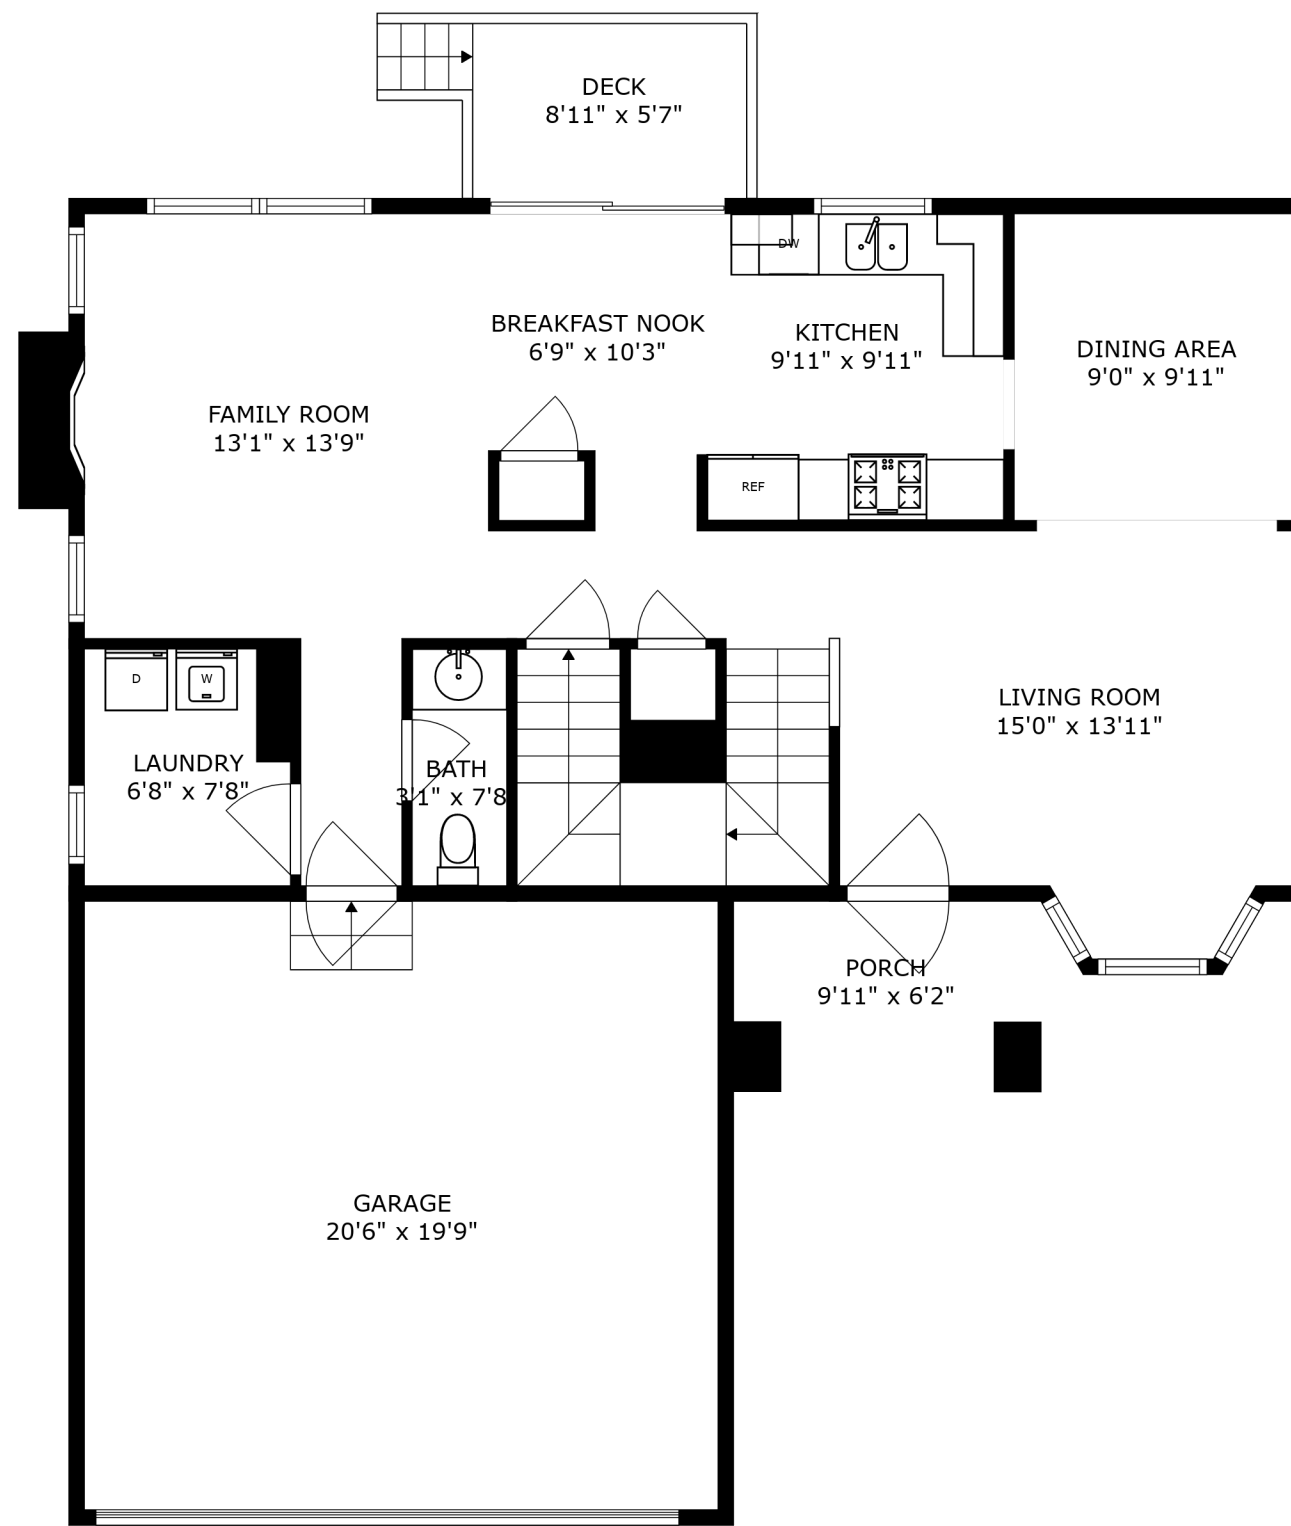 DECK
8'11" x 5'7"
DW
BREAKFAST NOOK
6'9" x 10'3"
KITCHEN
9'11" x 9'11"
DINING AREA
9'0" x 9'11"
FAMILY ROOM
13'1" x 13'9"
REF
D
W
LAUNDRY
6'8" x 7'8"
BATH
3'1" x 7'8
LIVING ROOM
15'0" x 13'11"
PORCH
9'11" x 6'2"
GARAGE
20'6" x 19'9"